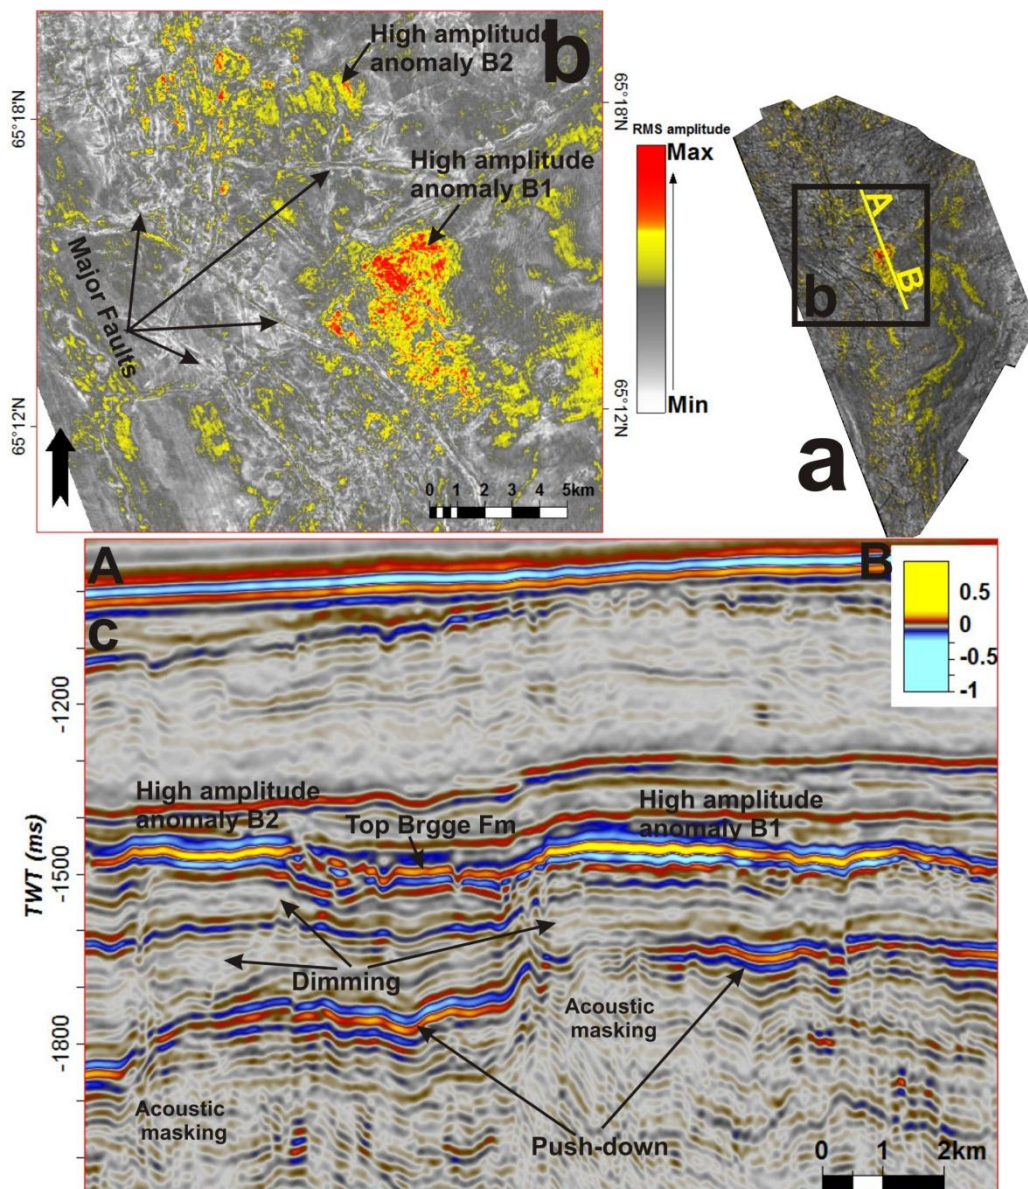 High amplitude
anomaly B2
b
65°18'N
65°18'N
High amplitude
anomaly B1
Major Faults
65°12'N
65°12'N
0 1 2 3 4 5km
RMS amplitude
Max
Min
A
B
b
a
A
B
c
0.5
0
-0.5
-1
-1200
High amplitude
anomaly B2
Top Brgge Fm
High amplitude
anomaly B1
-1500
TWT (ms)
Dimming
Acoustic
masking
-1800
Acoustic
masking
Push-down
0 1 2km